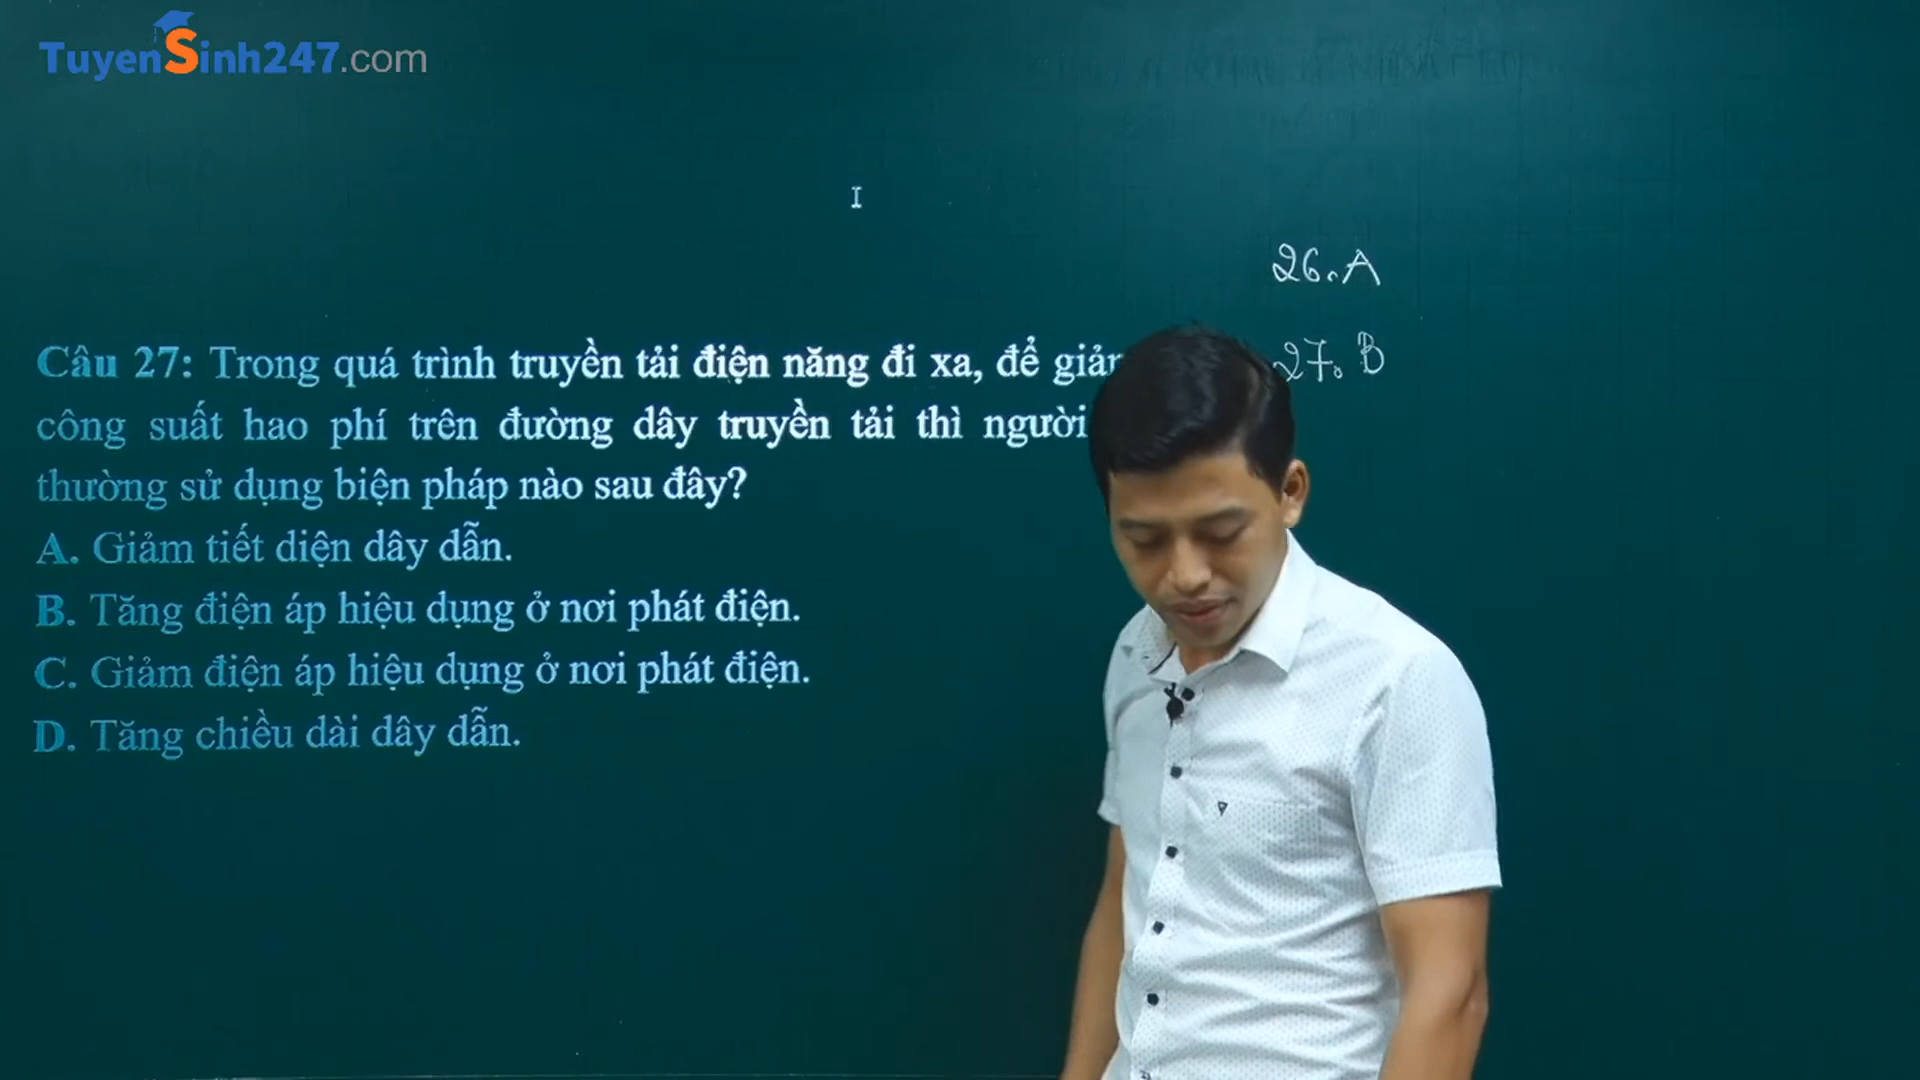 TuyenSinh247.com
26. A
27. B
Câu 27: Trong quá trình truyền tải điện năng đi xa, để
công suất hao phí trên đường dây truyền tải thì người
thường sử dụng biện pháp nào sau đây?
A. Giảm tiết diện dây dẫn.
B. Tăng điện áp hiệu dụng ở nơi phát điện.
C. Giảm điện áp hiệu dụng ở nơi phát điện.
D. Tăng chiều dài dây dẫn.